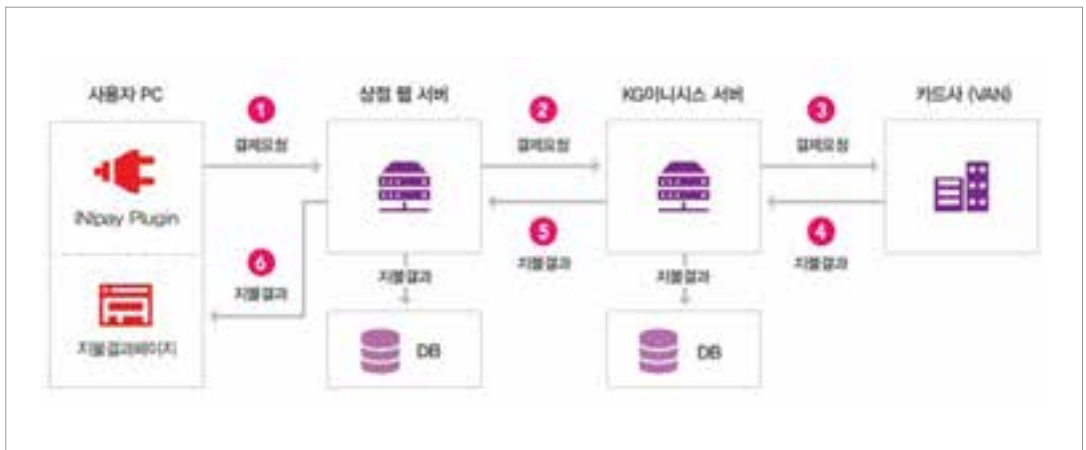 사용자 PC
상점 웹 서버
KG이니시스 서버
카드사 (VAN)
1
결제요청
2
결제요청
3
결제요청
INIpay Plugin
5
지불결과
4
지불결과
6
지불결과
지불결과
지불결과
지불결과페이지
DB
DB